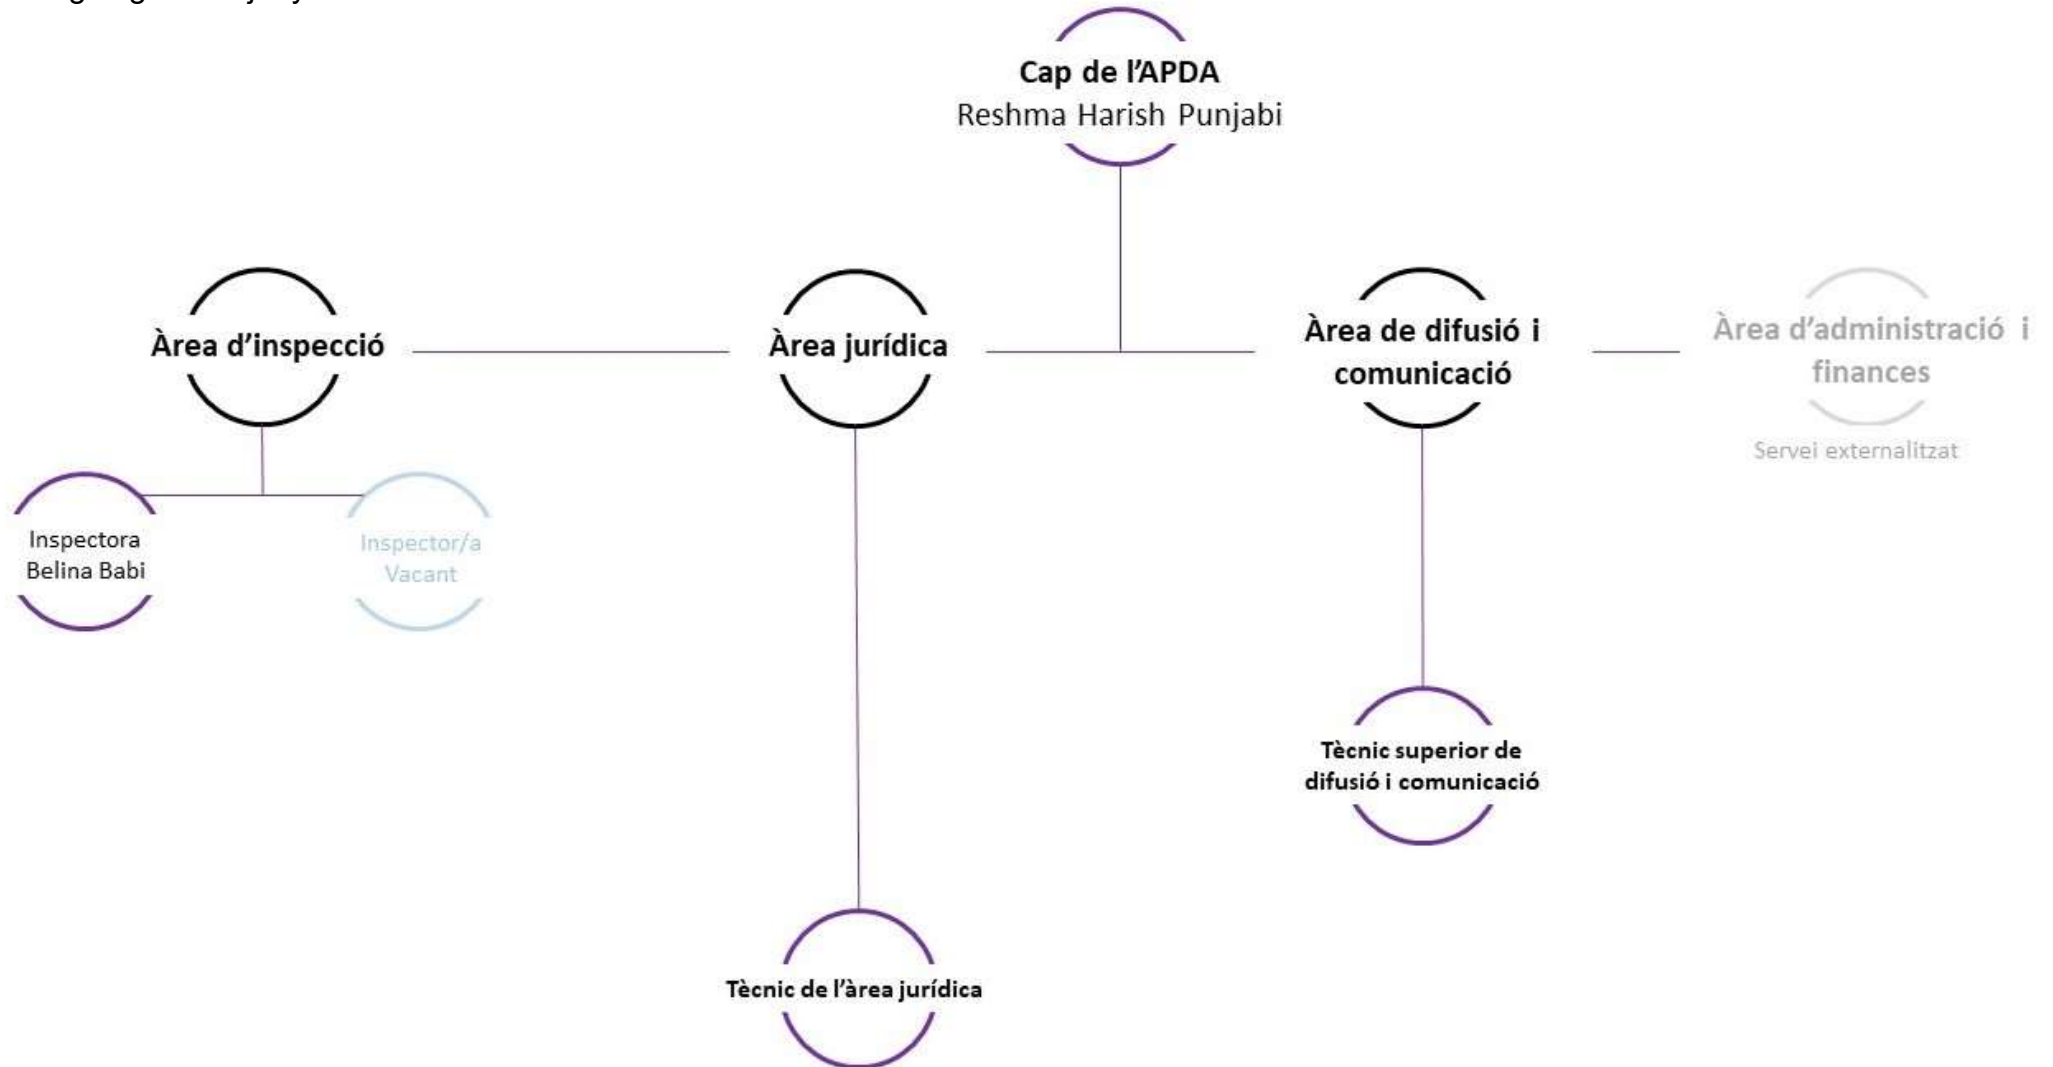 Cap de l'APDA
Reshma Harish Punjabi
Àrea d'inspecció
Àrea jurídica
Àrea de difusió i
comunicació
Àrea d'administració i
finances
Servei externalitzat
Inspectora
Belina Babi
Inspector/a
Vacant
Tècnic superior de
difusió i comunicació
Tècnic de l'àrea jurídica